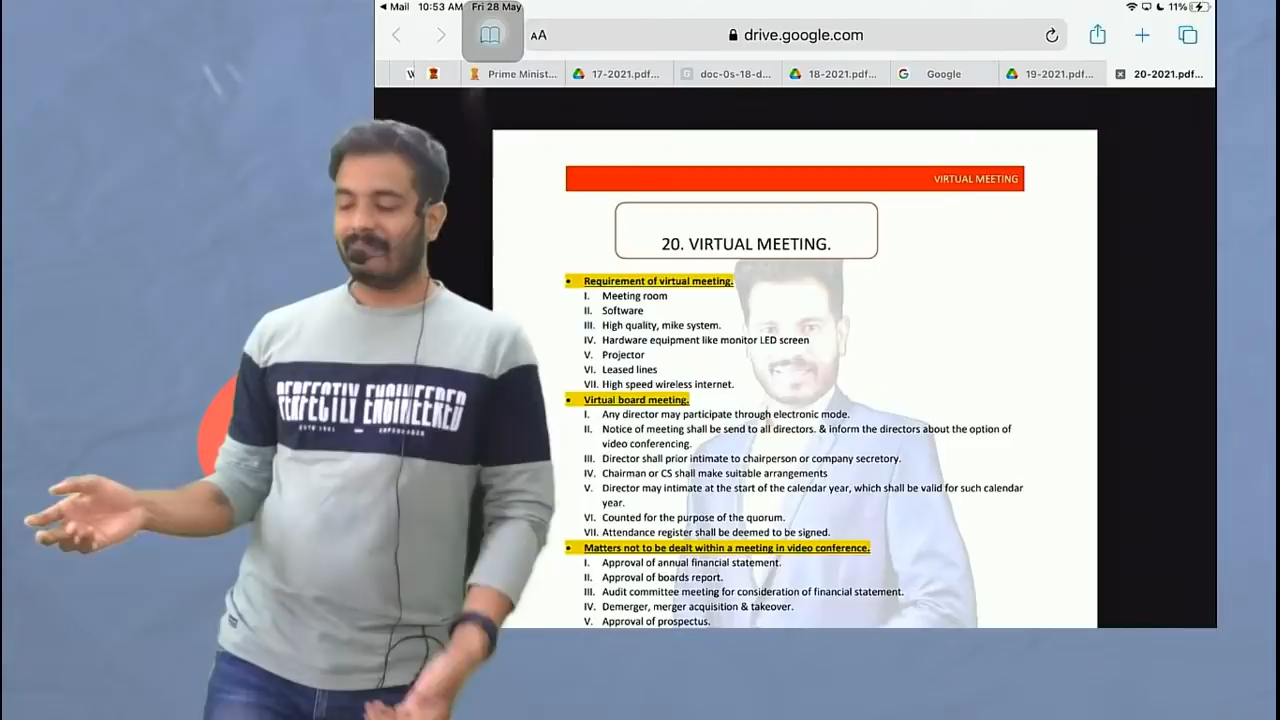 Mail 10:53 AM Fri 28 May 11%
AA drive.google.com
W Prime Minist... 17-2021.pdf... doc-0s-18-d... 18-2021.pdf... Google 19-2021.pdf... 20-2021.pdf...
VIRTUAL MEETING
20. VIRTUAL MEETING.
• Requirement of virtual meeting.
I. Meeting room
II. Software
III. High quality, mike system.
IV. Hardware equipment like monitor LED screen
V. Projector
VI. Leased lines
VII. High speed wireless internet.
• Virtual board meeting.
I. Any director may participate through electronic mode.
II. Notice of meeting shall be send to all directors. & inform the directors about the option of
video conferencing.
III. Director shall prior intimate to chairperson or company secretary.
IV. Chairman or CS shall make suitable arrangements
V. Director may intimate at the start of the calendar year, which shall be valid for such calendar
year.
VI. Counted for the purpose of the quorum.
VII. Attendance register shall be deemed to be signed.
• Matters not to be dealt within a meeting in video conference.
I. Approval of annual financial statement.
II. Approval of boards report.
III. Audit committee meeting for consideration of financial statement.
IV. Demerger, merger acquisition & takeover.
V. Approval of prospectus.
PERFECTLY ENGINEERED